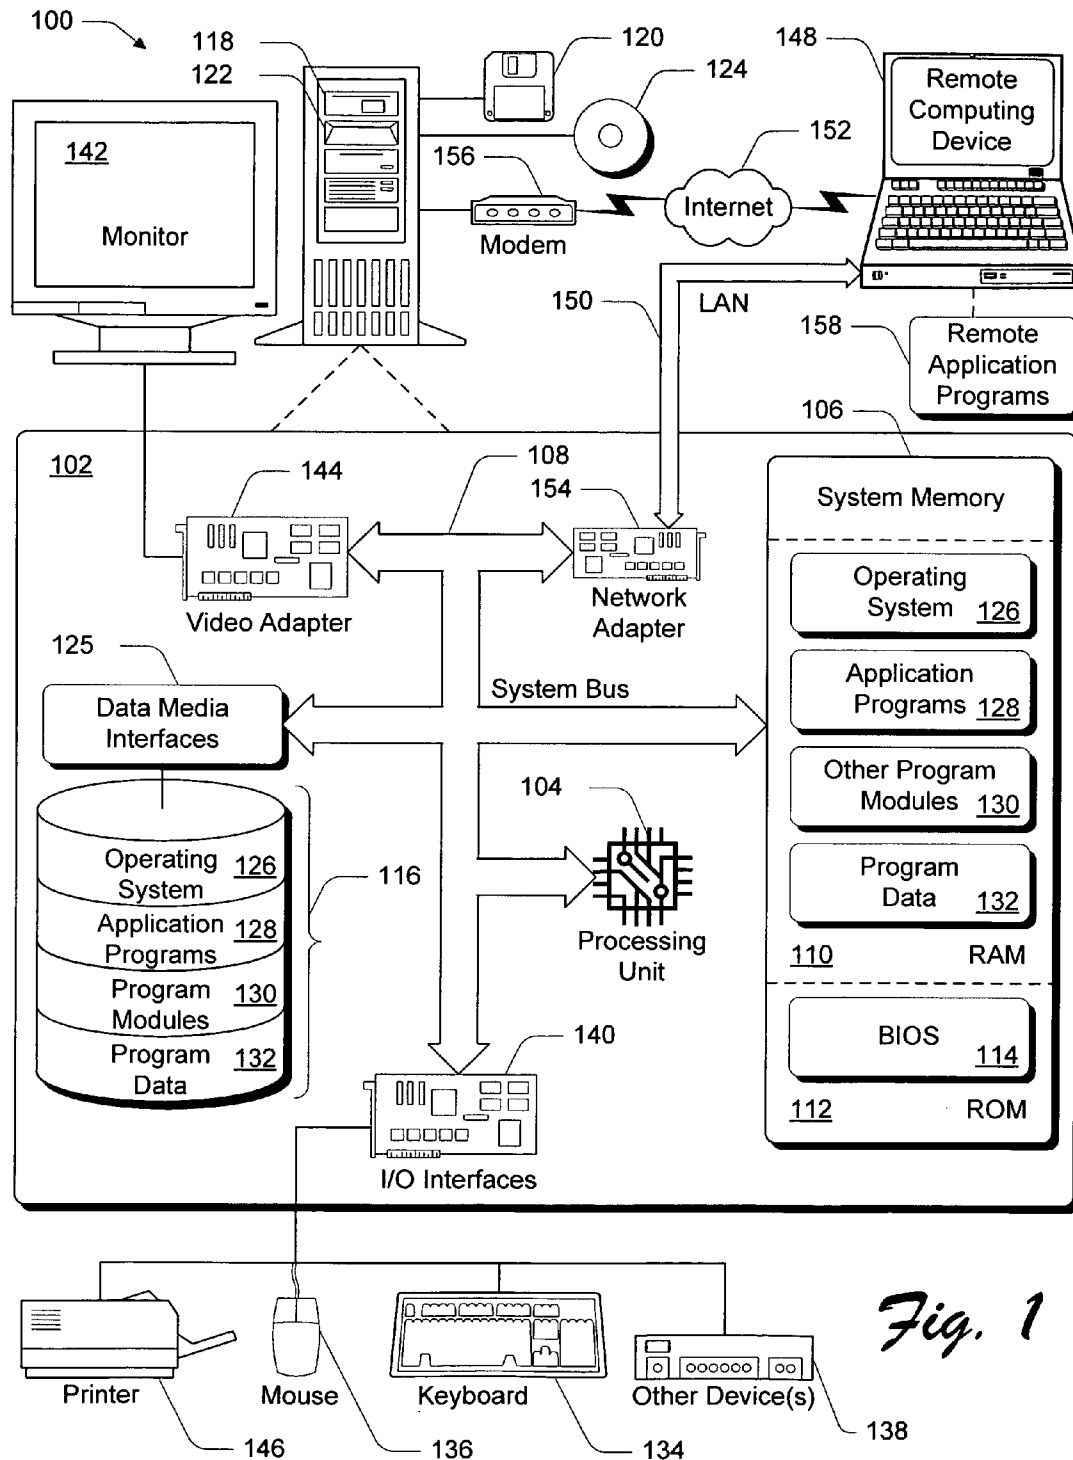 100
118
122
120
124
148
Remote
Computing
Device
142
Monitor
156
Modem
152
Internet
150
LAN
158
Remote
Application
Programs
106
102
144
108
154
Video Adapter
Network
Adapter
System Memory
Operating
System 126
Application
Programs 128
Other Program
Modules 130
Program
Data 132
110 RAM
BIOS 114
112 ROM
125
Data Media
Interfaces
System Bus
104
Processing
Unit
Operating
System 126
Application
Programs 128
Program
Modules 130
Program
Data 132
116
140
I/O Interfaces
Printer
Mouse
Keyboard
Other Device(s)
146
136
134
138
Fig. 1